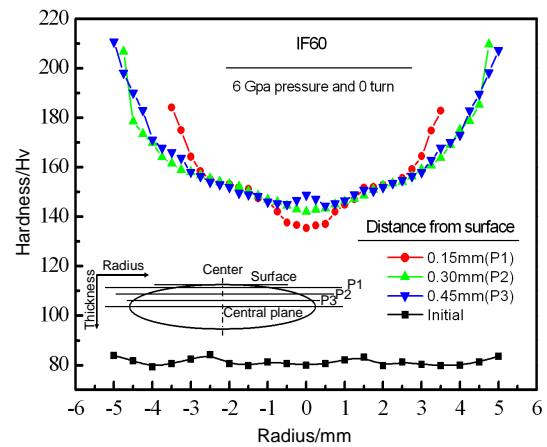 IF60
6 Gpa pressure and 0 turn
Hardness/Hv
220
200
180
160
140
120
100
80
60
Distance from surface
0.15mm(P1)
0.30mm(P2)
0.45mm(P3)
Initial
Radius
Thickness
Center
Surface
P1
P2
P3
Central plane
-6 -5 -4 -3 -2 -1 0 1 2 3 4 5 6
Radius/mm